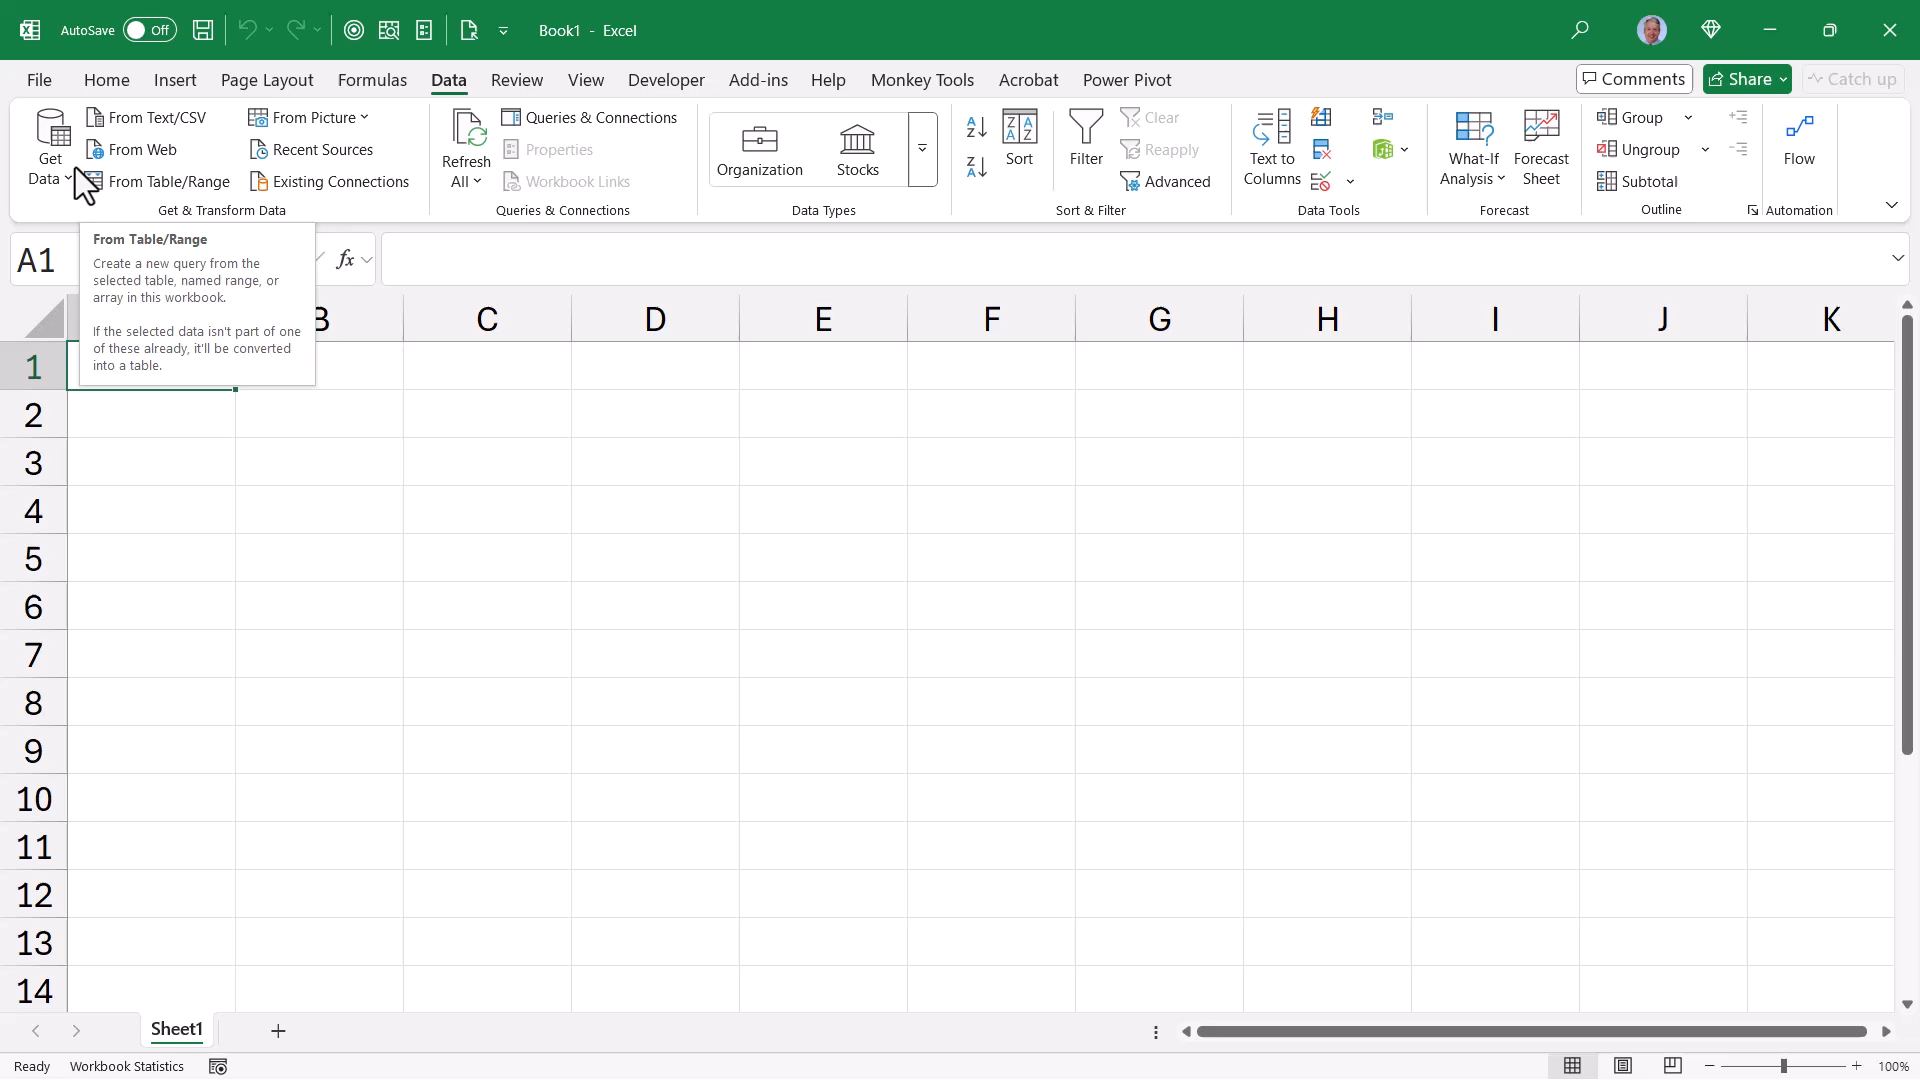 AutoSave Off Book1 - Excel
File Home Insert Page Layout Formulas Data Review View Developer Add-ins Help Monkey Tools Acrobat Power Pivot Comments Share Catch up
Get Data
From Text/CSV
From Web
From Table/Range
From Picture
Recent Sources
Existing Connections
Get & Transform Data
Refresh All
Queries & Connections
Properties
Workbook Links
Queries & Connections
Organization
Stocks
Data Types
Sort
Filter
Clear
Reapply
Advanced
Sort & Filter
Text to
Columns
Data Tools
What-If
Analysis
Forecast
Sheet
Forecast
Group
Ungroup
Subtotal
Outline
Flow
Automation
A1
fx
From Table/Range
Create a new query from the
selected table, named range, or
array in this workbook.
If the selected data isn't part of one
of these already, it'll be converted
into a table.
B C D E F G H I J K
1
2
3
4
5
6
7
8
9
10
11
12
13
14
Sheet1
Ready Workbook Statistics 100%